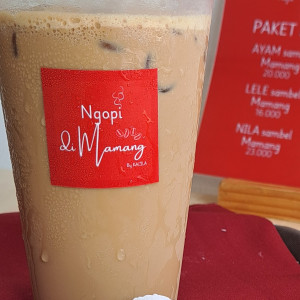 Ngopi
di Mamang
PAKET
AYAM sambel
Mamang
20.000
LELE sambel
Mamang
16.000
NILA sambel
Mamang
23.000